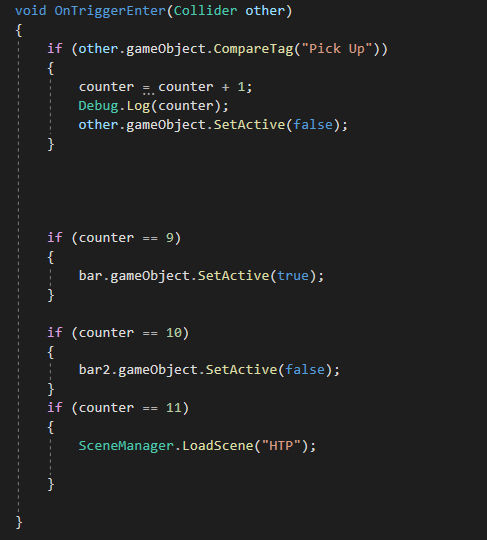 void OnTriggerEnter(Collider other)
{
    if (other.gameObject.CompareTag("Pick Up"))
    {
        counter = counter + 1;
        Debug.Log(counter);
        other.gameObject.SetActive(false);
    }
    if (counter == 9)
    {
        bar.gameObject.SetActive(true);
    }
    if (counter == 10)
    {
        bar2.gameObject.SetActive(false);
    }
    if (counter == 11)
    {
        SceneManager.LoadScene("HTP");
    }
}